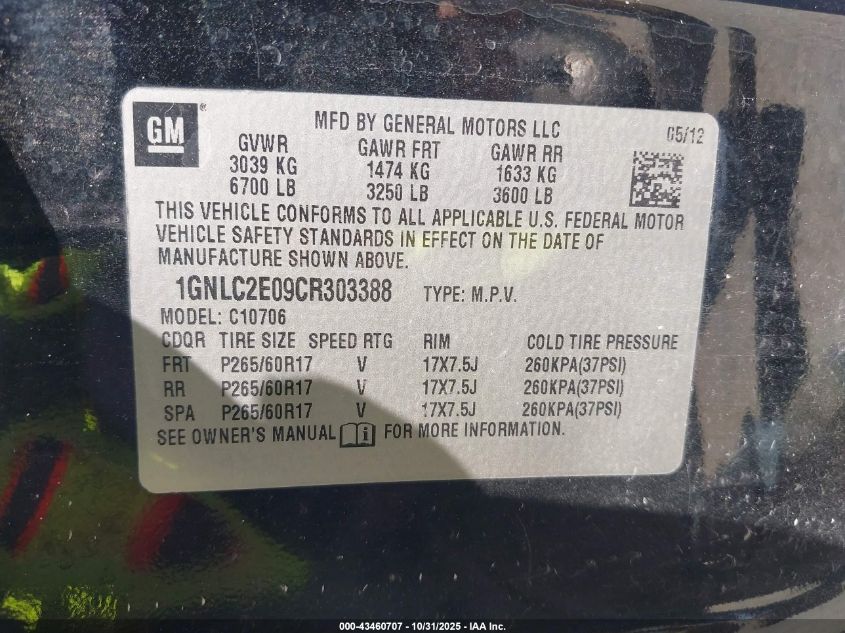 GM ®
MFD BY GENERAL MOTORS LLC 05/12
GVWR GAWR FRT GAWR RR
3039 KG 1474 KG 1633 KG
6700 LB 3250 LB 3600 LB
THIS VEHICLE CONFORMS TO ALL APPLICABLE U.S. FEDERAL MOTOR
VEHICLE SAFETY STANDARDS IN EFFECT ON THE DATE OF
MANUFACTURE SHOWN ABOVE.
1GNLC2E09CR303388 TYPE: M.P.V.
MODEL: C10706
CDQR TIRE SIZE SPEED RTG RIM COLD TIRE PRESSURE
FRT P265/60R17 V 17X7.5J 260KPA(37PSI)
RR P265/60R17 V 17X7.5J 260KPA(37PSI)
SPA P265/60R17 V 17X7.5J 260KPA(37PSI)
SEE OWNER'S MANUAL i FOR MORE INFORMATION.
000-43460707 - 10/31/2025 - IAA Inc.